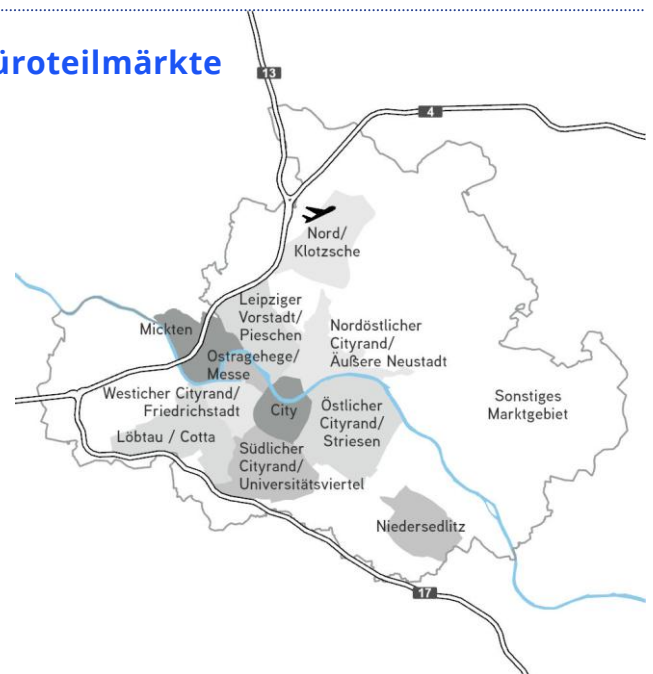 üroteilmärkte
13
4
Nord/
Klotzsche
Leipziger
Vorstadt/
Pieschen
Nordöstlicher
Cityrand/
Äußere Neustadt
Mickten
Ostragehege/
Messe
Westicher Cityrand/
Friedrichstadt
City
Östlicher
Cityrand/
Striesen
Sonstiges
Marktgebiet
Löbtau / Cotta
Südlicher
Cityrand/
Universitätsviertel
Niedersedlitz
17